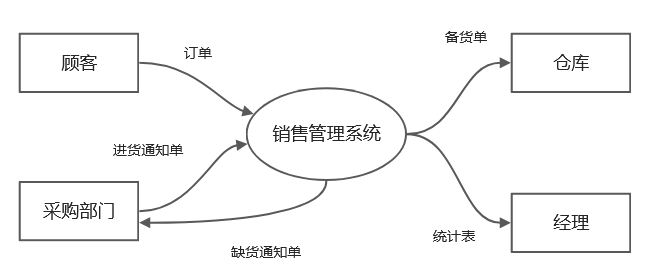 顾客
订单
备货单
仓库
销售管理系统
进货通知单
采购部门
缺货通知单
统计表
经理